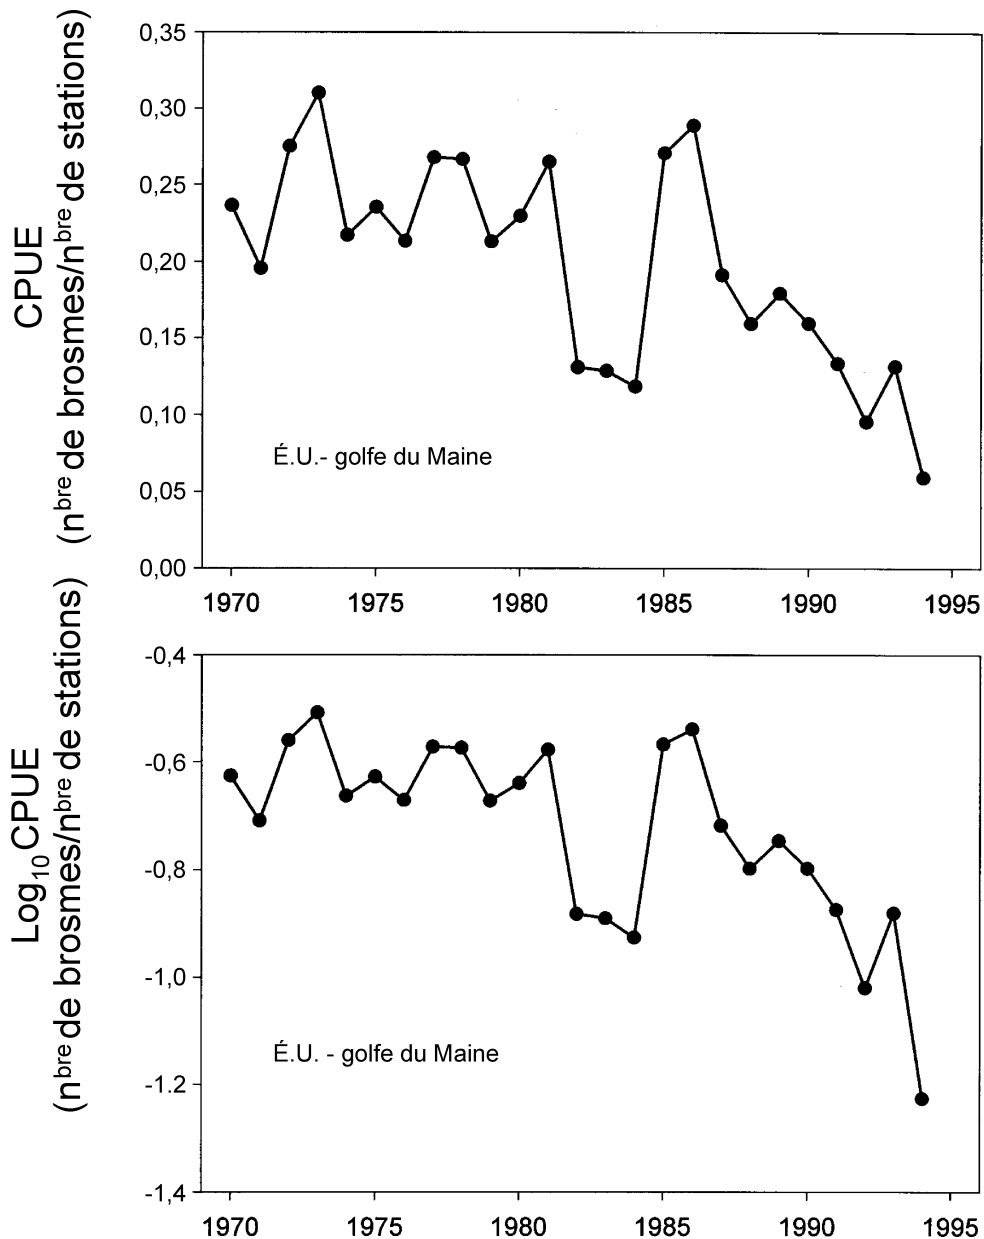 CPUE
(nbre de brosmes/nbre de stations)
0,35
0,30
0,25
0,20
0,15
0,10
0,05
0,00
É.U.- golfe du Maine
1970 1975 1980 1985 1990 1995
Log10CPUE
(nbre de brosmes/nbre de stations)
-0,4
-0,6
-0,8
-1,0
-1.2
-1,4
É.U. - golfe du Maine
1970 1975 1980 1985 1990 1995